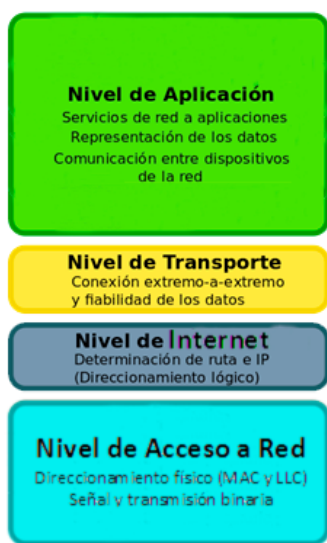 Nivel de Aplicación
Servicios de red a aplicaciones
Representación de los datos
Comunicación entre dispositivos
de la red
Nivel de Transporte
Conexión extremo-a-extremo
y fiabilidad de los datos
Nivel de Internet
Determinación de ruta e IP
(Direccionamiento lógico)
Nivel de Acceso a Red
Direccionamiento físico (MAC y LLC)
Señal y transmisión binaria